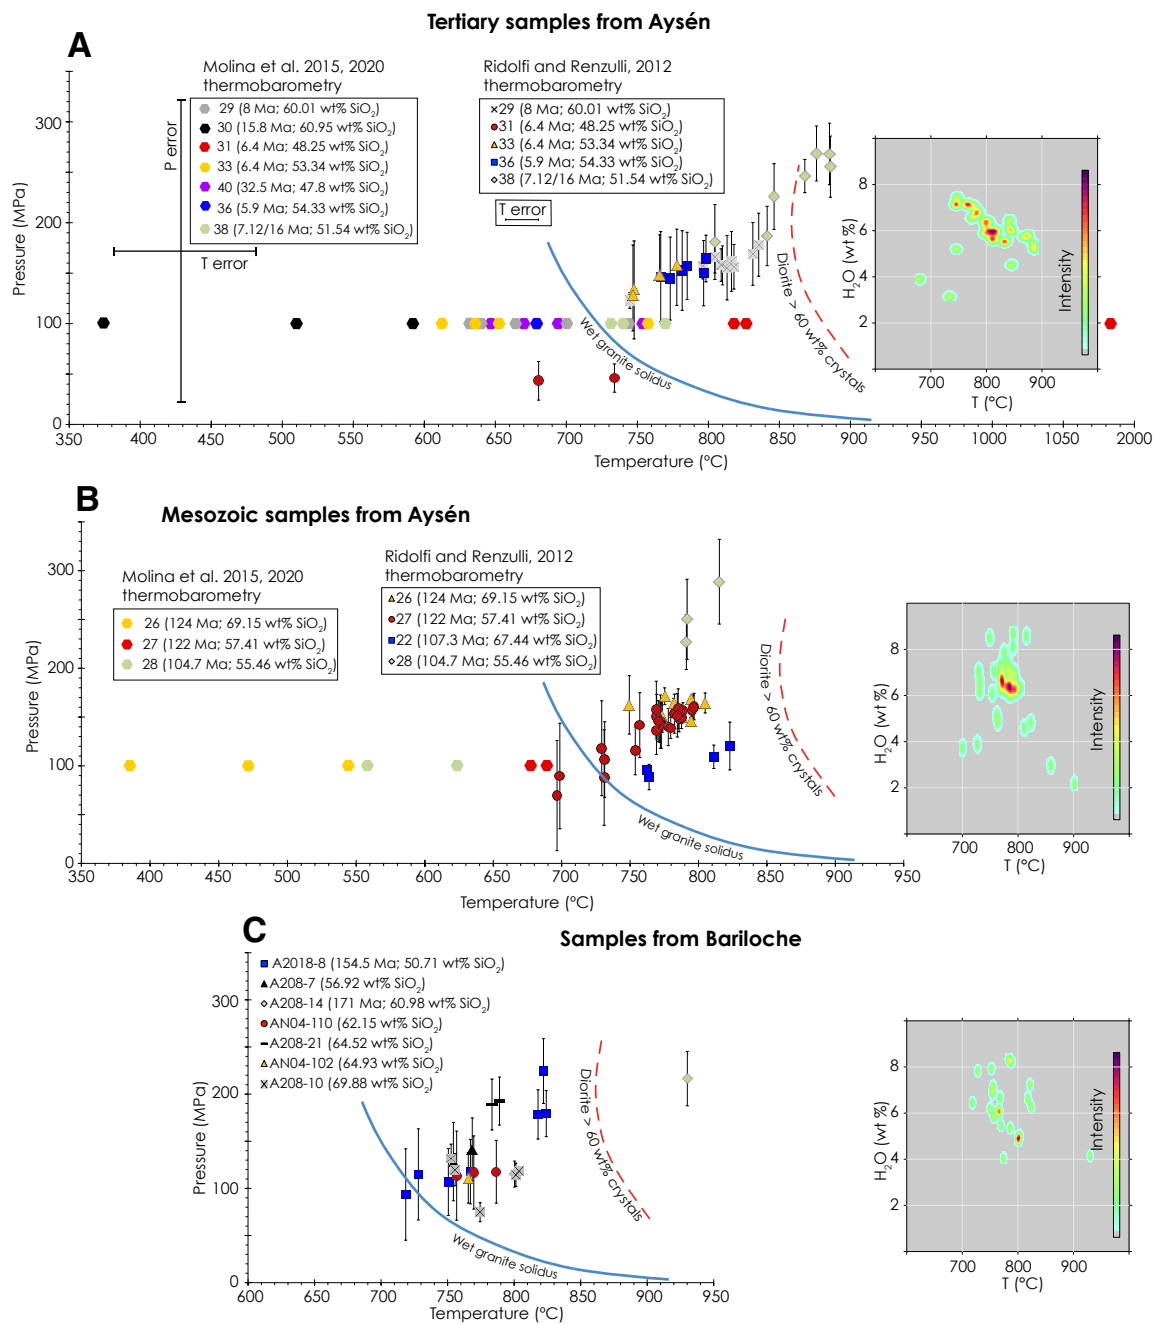 Tertiary samples from Aysén
A
Molina et al. 2015, 2020
thermobarometry
29 (8 Ma; 60.01 wt% SiO2)
30 (15.8 Ma; 60.95 wt% SiO2)
31 (6.4 Ma; 48.25 wt% SiO2)
33 (6.4 Ma; 53.34 wt% SiO2)
40 (32.5 Ma; 47.8 wt% SiO2)
36 (5.9 Ma; 54.33 wt% SiO2)
38 (7.12/16 Ma; 51.54 wt% SiO2)
Ridolfi and Renzulli, 2012
thermobarometry
29 (8 Ma; 60.01 wt% SiO2)
31 (6.4 Ma; 48.25 wt% SiO2)
33 (6.4 Ma; 53.34 wt% SiO2)
36 (5.9 Ma; 54.33 wt% SiO2)
38 (7.12/16 Ma; 51.54 wt% SiO2)
P error
T error
T error
Pressure (MPa)
300
200
100
0
350 400 450 500 550 600 650 700 750 800 850 900 950 1000 1050 1100 2000
Temperature (ºC)
Wet granite solidus
Diorite > 60 wt% crystals
H2O (wt %)
8
6
4
2
700 800 900
T (ºC)
Intensity
B
Mesozoic samples from Aysén
Molina et al. 2015, 2020
thermobarometry
26 (124 Ma; 69.15 wt% SiO2)
27 (122 Ma; 57.41 wt% SiO2)
28 (104.7 Ma; 55.46 wt% SiO2)
Ridolfi and Renzulli, 2012
thermobarometry
26 (124 Ma; 69.15 wt% SiO2)
27 (122 Ma; 57.41 wt% SiO2)
22 (107.3 Ma; 67.44 wt% SiO2)
28 (104.7 Ma; 55.46 wt% SiO2)
Pressure (MPa)
300
200
100
0
350 400 450 500 550 600 650 700 750 800 850 900 950
Temperature (ºC)
Wet granite solidus
Diorite > 60 wt% crystals
H2O (wt %)
8
6
4
2
700 800 900
T (ºC)
Intensity
C
Samples from Bariloche
A2018-8 (154.5 Ma; 50.71 wt% SiO2)
A208-7 (56.92 wt% SiO2)
A208-14 (171 Ma; 60.98 wt% SiO2)
AN04-110 (62.15 wt% SiO2)
A208-21 (64.52 wt% SiO2)
AN04-102 (64.93 wt% SiO2)
A208-10 (69.88 wt% SiO2)
Pressure (MPa)
300
200
100
0
600 650 700 750 800 850 900 950
Temperature (ºC)
Wet granite solidus
Diorite > 60 wt% crystals
H2O (wt %)
8
6
4
2
700 800 900
T (ºC)
Intensity